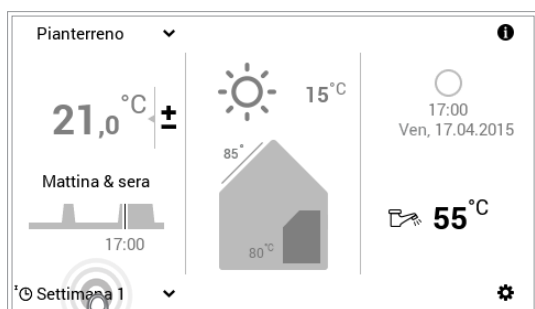 Pianterreno
21,0 °C ±
Mattina & sera
17:00
Settimana 1
15°C
85°
80°C
17:00
Ven, 17.04.2015
55°C